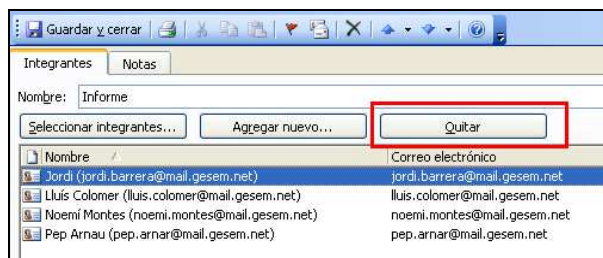 Guardar y cerrar
Integrantes Notas
Nombre: Informe
Seleccionar integrantes... Agregar nuevo... Quitar
Nombre Correo electrónico
Jordi (jordi.barrera@mail.gesem.net) jordi.barrera@mail.gesem.net
Lluís Colomer (lluis.colomer@mail.gesem.net) lluis.colomer@mail.gesem.net
Noemí Montes (noemi.montes@mail.gesem.net) noemi.montes@mail.gesem.net
Pep Arnau (pep.arnar@mail.gesem.net) pep.arnar@mail.gesem.net